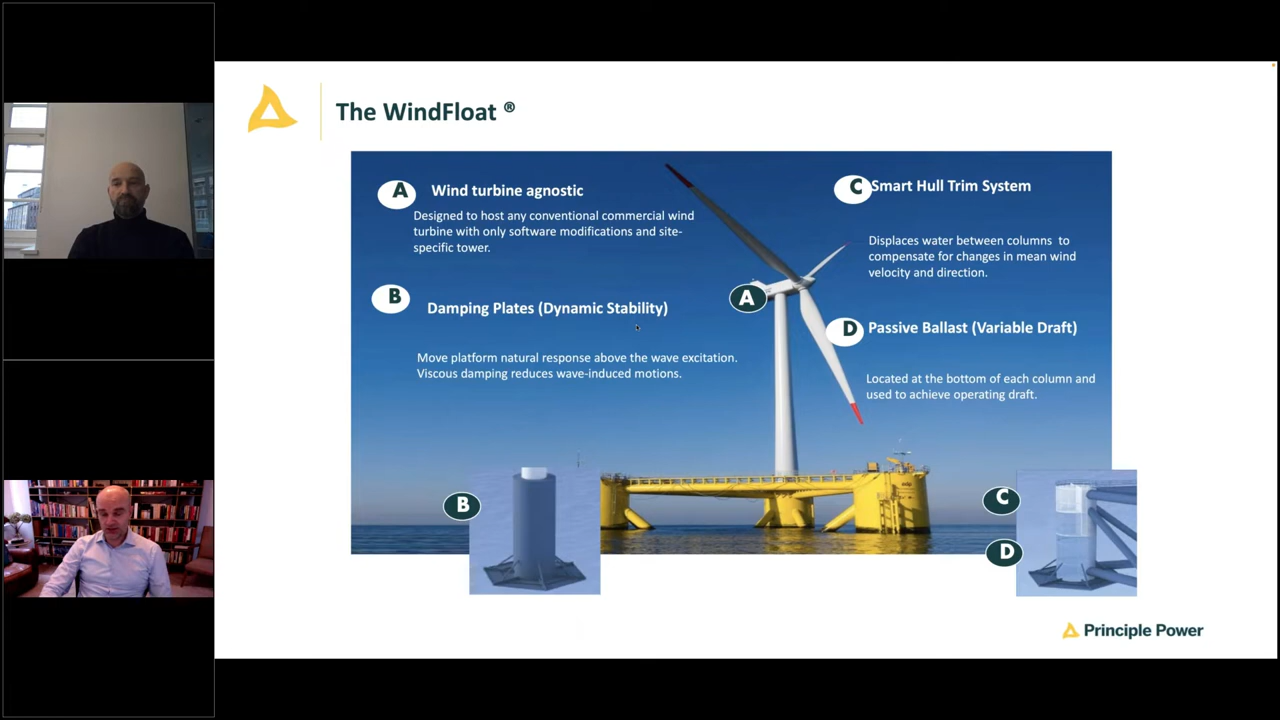 The WindFloat ®
A Wind turbine agnostic
Designed to host any conventional commercial wind
turbine with only software modifications and site-
specific tower.
B Damping Plates (Dynamic Stability)
Move platform natural response above the wave excitation.
Viscous damping reduces wave-induced motions.
C Smart Hull Trim System
Displaces water between columns to
compensate for changes in mean wind
velocity and direction.
A
D Passive Ballast (Variable Draft)
Located at the bottom of each column and
used to achieve operating draft.
B
C
D
Principle Power